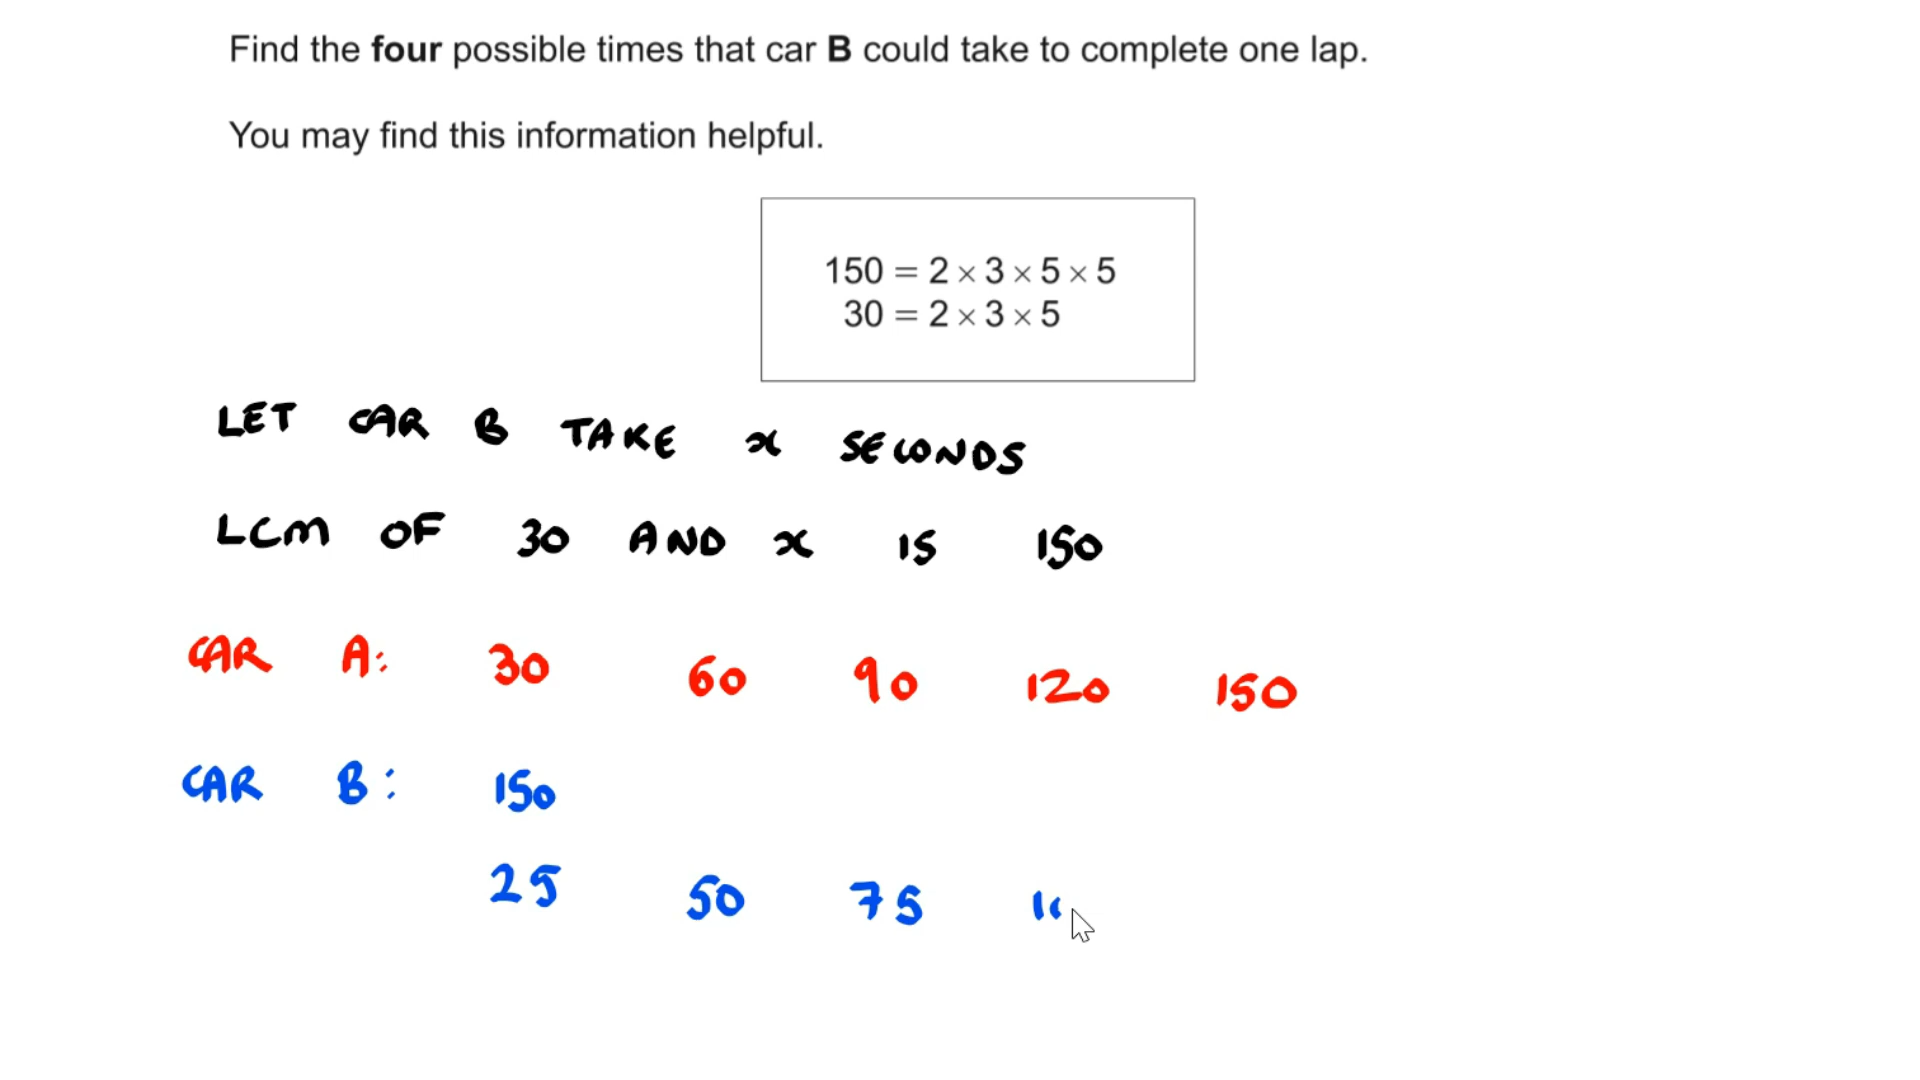 Find the four possible times that car B could take to complete one lap.
You may find this information helpful.
150 = 2 × 3 × 5 × 5
30 = 2 × 3 × 5
LET CAR B TAKE x SECONDS
LCM OF 30 AND x IS 150
CAR A: 30 60 90 120 150
CAR B: 150
25 50 75